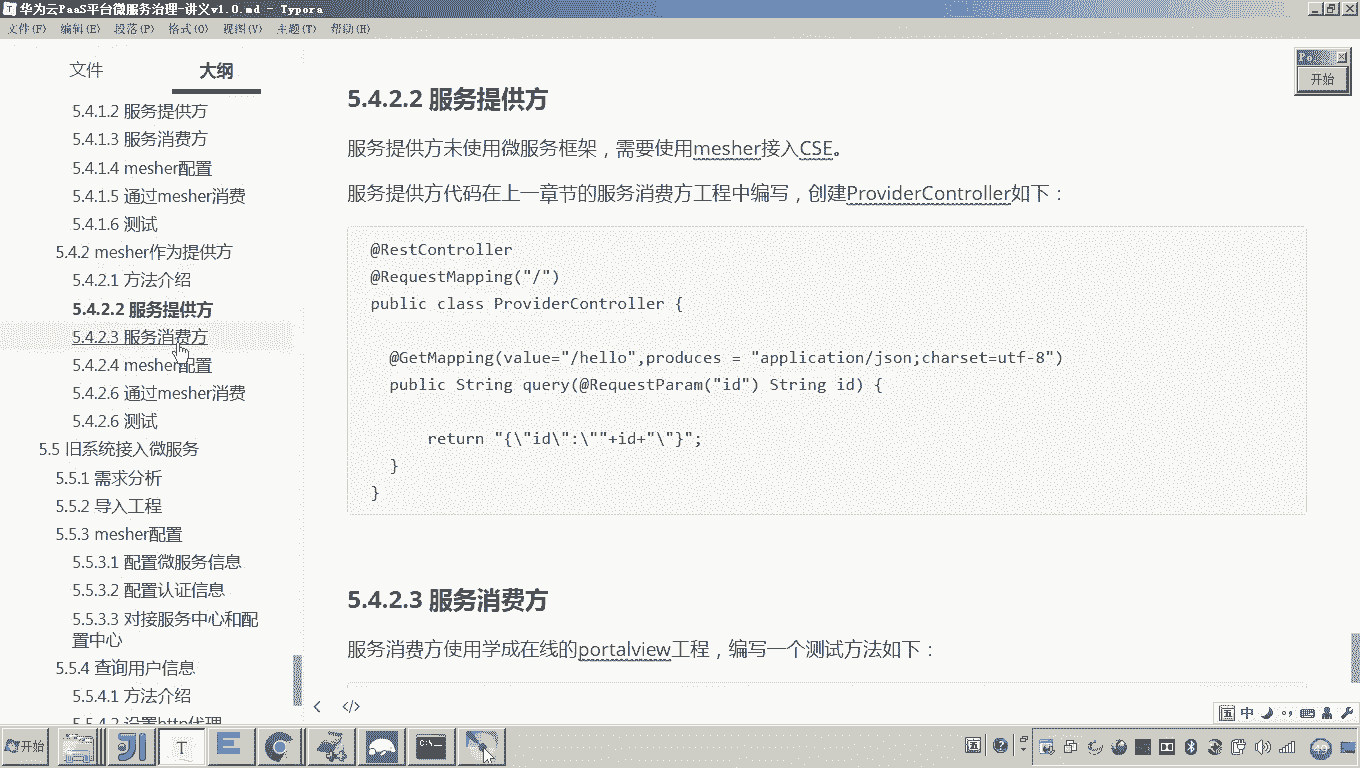 华为云PaaS平台微服务治理-讲义v1.0.md - Typora
文件(F) 编辑(E) 段落(P) 格式(O) 视图(V) 主题(T) 帮助(H)
文件 大纲
5.4.1.2 服务提供方
5.4.1.3 服务消费方
5.4.1.4 mesher配置
5.4.1.5 通过mesher消费
5.4.1.6 测试
5.4.2 mesher作为提供方
5.4.2.1 方法介绍
5.4.2.2 服务提供方
5.4.2.3 服务消费方
5.4.2.4 mesher配置
5.4.2.6 通过mesher消费
5.4.2.6 测试
5.5 旧系统接入微服务
5.5.1 需求分析
5.5.2 导入工程
5.5.3 mesher配置
5.5.3.1 配置微服务信息
5.5.3.2 配置认证信息
5.5.3.3 对接服务中心和配
置中心
5.5.4 查询用户信息
5.5.4.1 方法介绍
5.5.4.2 设置http代理
5.4.2.2 服务提供方
服务提供方未使用微服务框架，需要使用mesher接入CSE。
服务提供方代码在上一章节的服务消费方工程中编写，创建ProviderController如下：
@RestController
@RequestMapping("/")
public class ProviderController {
@GetMapping(value="/hello",produces = "application/json;charset=utf-8")
public String query(@RequestParam("id") String id) {
return "{\"id\":\""+id+"\"}";
}
}
5.4.2.3 服务消费方
服务消费方使用学成在线的portalview工程，编写一个测试方法如下：
Po...
开始
中
开始
49